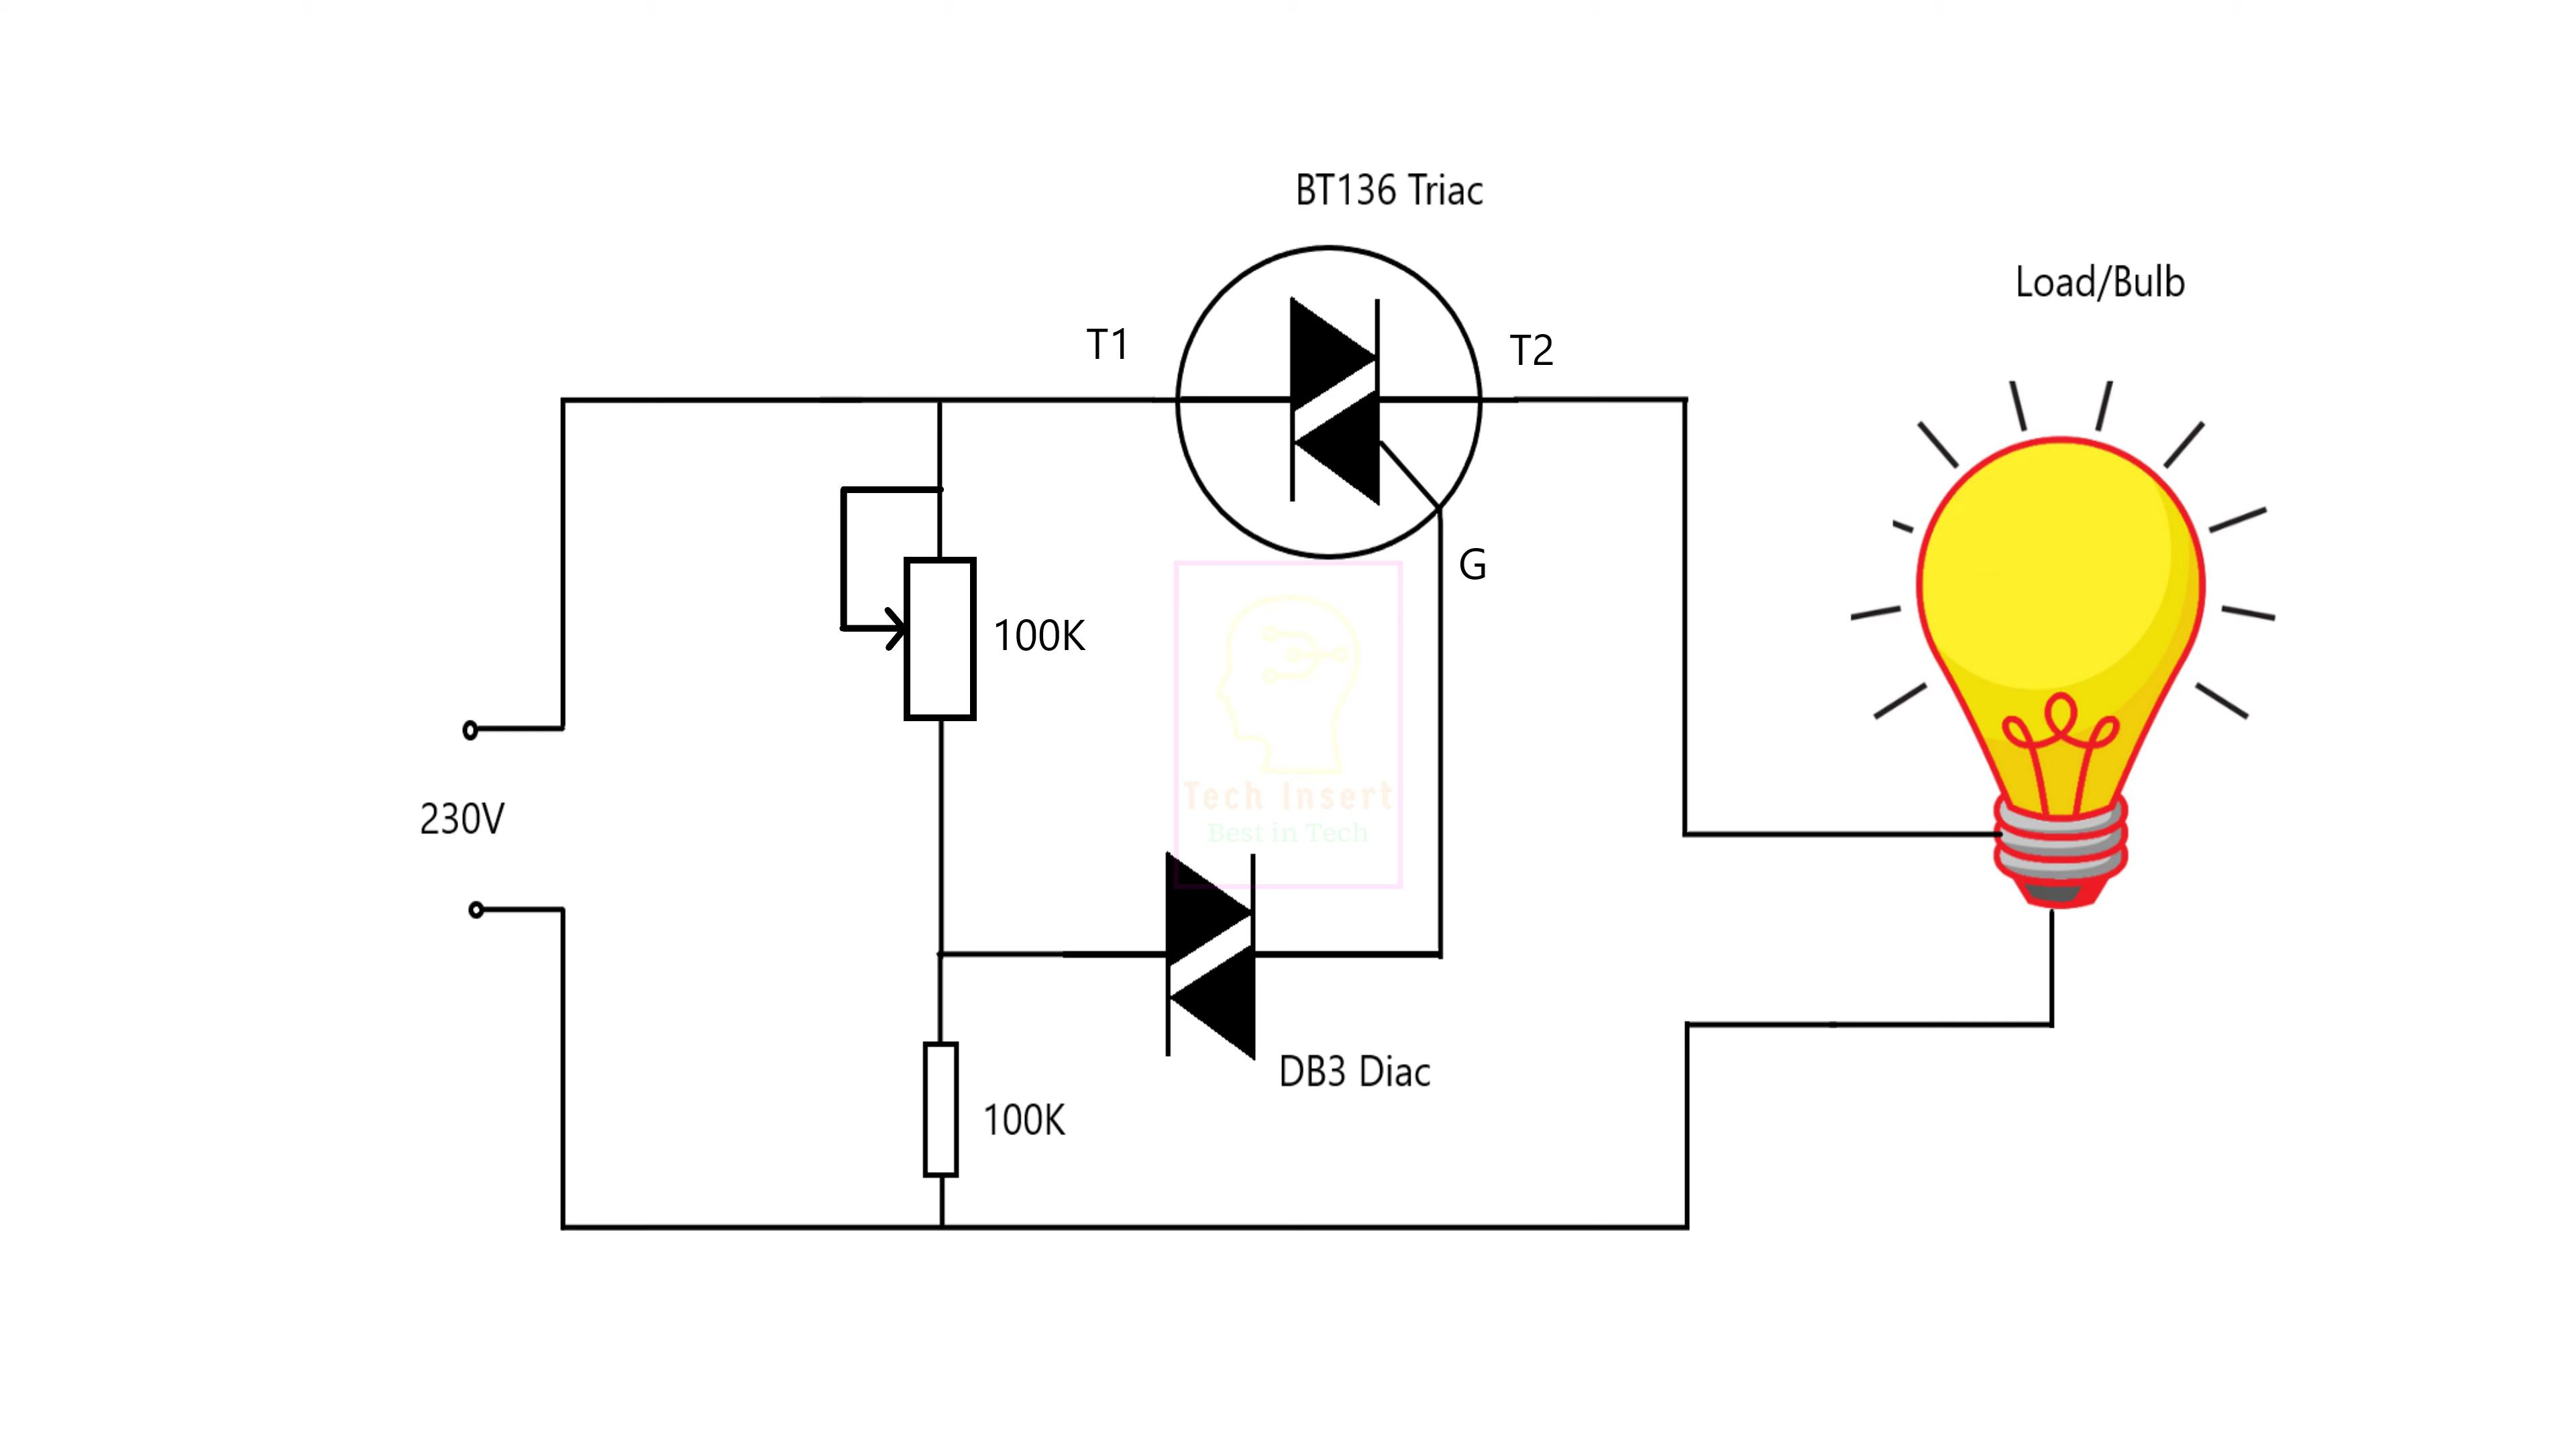 BT136 Triac
Load/Bulb
T1
T2
G
100K
230V
Tech Insert
Best in Tech
DB3 Diac
100K